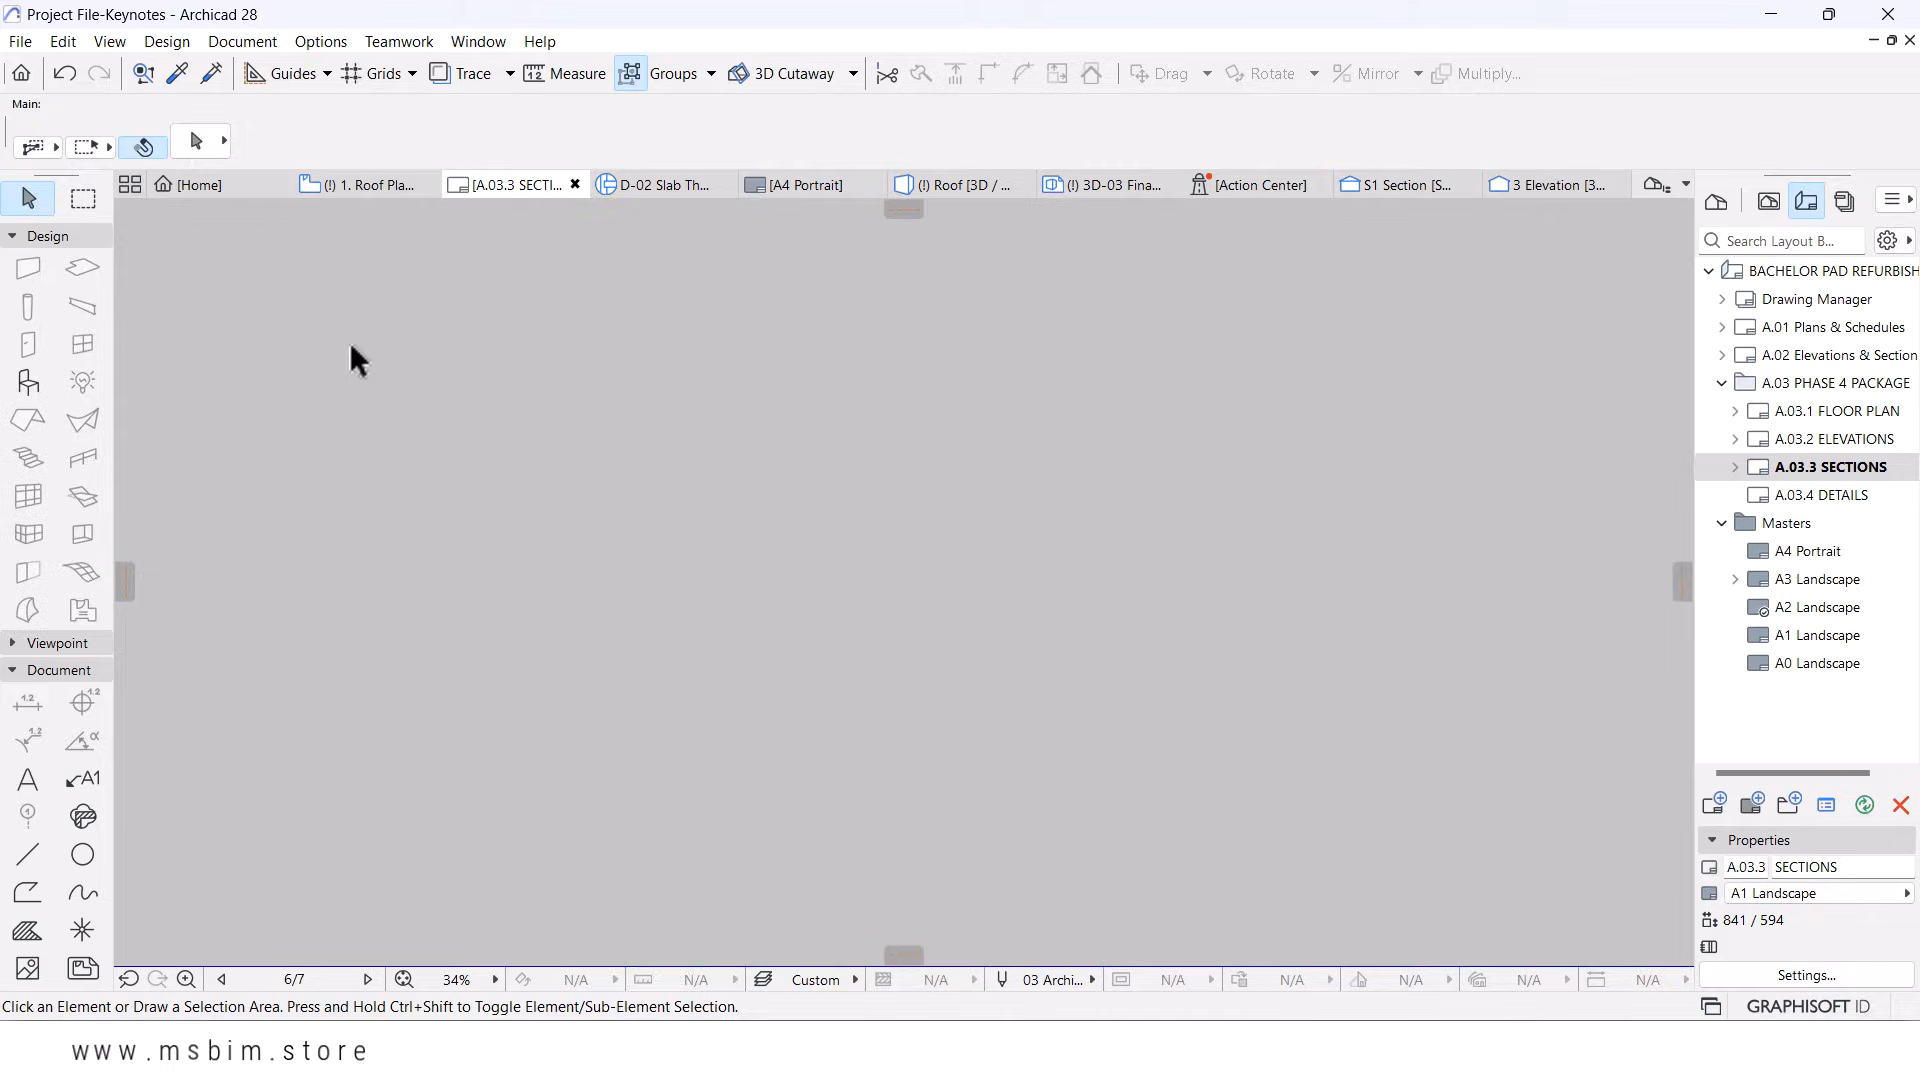 Project File-Keynotes - Archicad 28
File Edit View Design Document Options Teamwork Window Help
Guides Grids Trace Measure Groups 3D Cutaway Drag Rotate Mirror Multiply...
Main:
[Home] (!) 1. Roof Pla... [A.03.3 SECTI... D-02 Slab Th... [A4 Portrait] (!) Roof [3D / ... (!) 3D-03 Fina... [Action Center] S1 Section [S... 3 Elevation [3...
Design
Viewpoint
Document
Search Layout B...
BACHELOR PAD REFURBISH
Drawing Manager
A.01 Plans & Schedules
A.02 Elevations & Section
A.03 PHASE 4 PACKAGE
A.03.1 FLOOR PLAN
A.03.2 ELEVATIONS
A.03.3 SECTIONS
A.03.4 DETAILS
Masters
A4 Portrait
A3 Landscape
A2 Landscape
A1 Landscape
A0 Landscape
Properties
A.03.3 SECTIONS
A1 Landscape
841 / 594
Settings...
6/7 34% N/A N/A Custom N/A 03 Archi... N/A N/A N/A N/A N/A
Click an Element or Draw a Selection Area. Press and Hold Ctrl+Shift to Toggle Element/Sub-Element Selection.
GRAPHISOFT ID
www.msbim.store